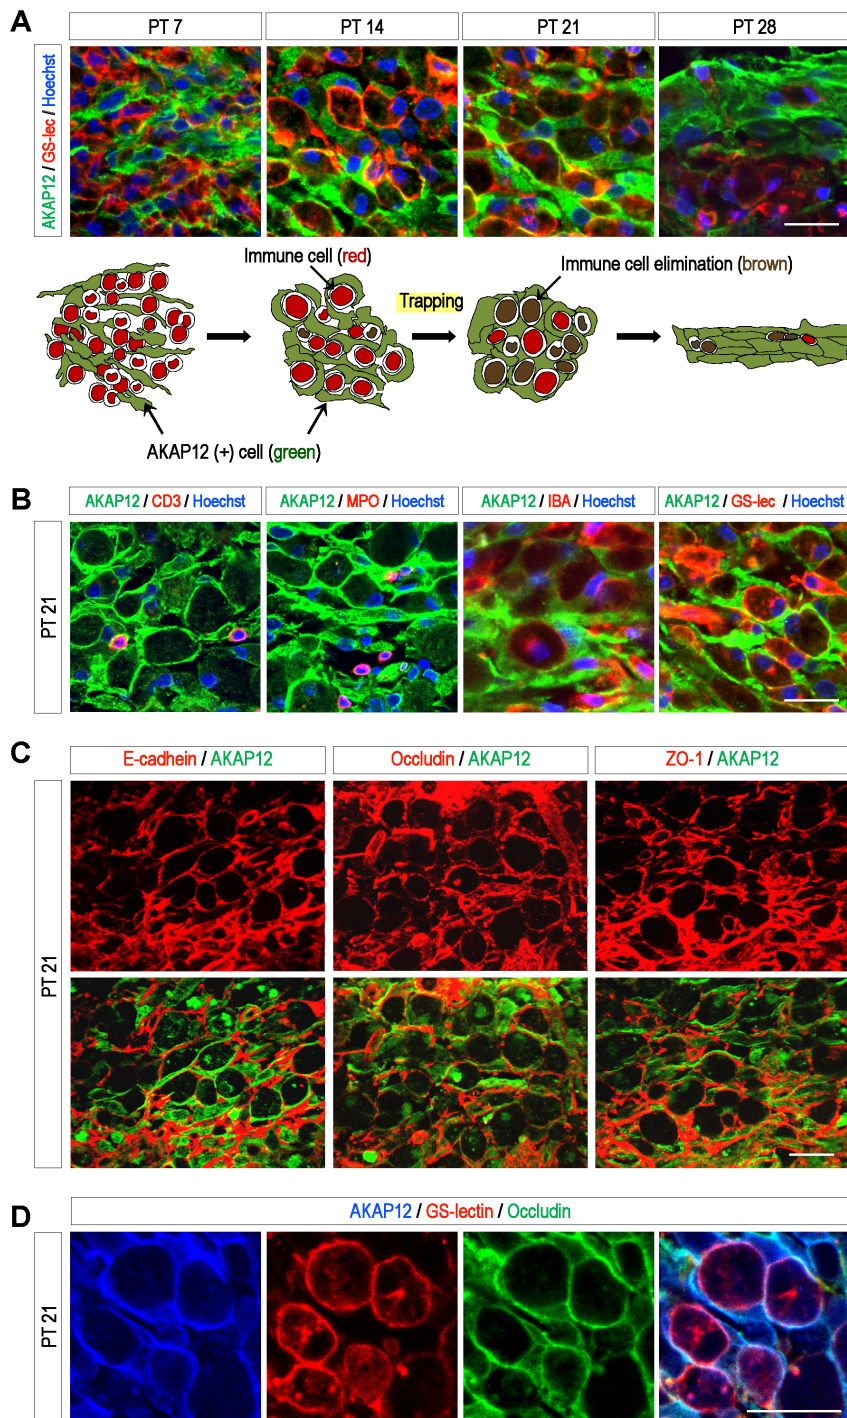 A
PT 7
PT 14
PT 21
PT 28
AKAP12 / GS-lec / Hoechst
Immune cell (red)
Immune cell elimination (brown)
Trapping
AKAP12 (+) cell (green)
B
AKAP12 / CD3 / Hoechst
AKAP12 / MPO / Hoechst
AKAP12 / IBA / Hoechst
AKAP12 / GS-lec / Hoechst
PT 21
C
E-cadhein / AKAP12
Occludin / AKAP12
ZO-1 / AKAP12
PT 21
D
AKAP12 / GS-lectin / Occludin
PT 21